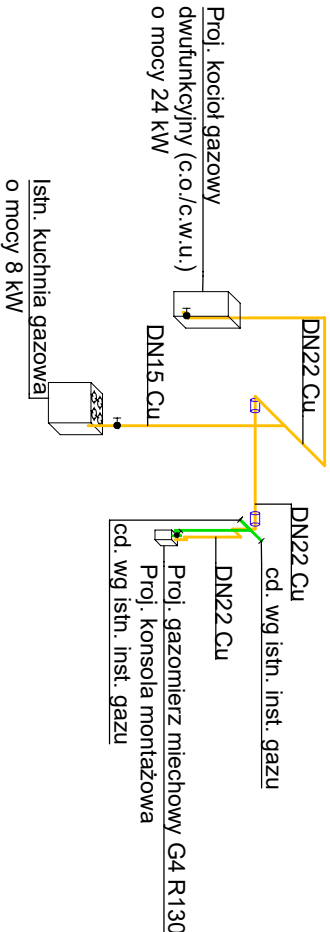 Proj. kocioł gazowy
dwufunkcyjny (c.o./c.w.u.)
o mocy 24 kW
Istn. kuchnia gazowa
o mocy 8 kW
DN22 Cu
DN15 Cu
DN22 Cu
cd. wg istn. inst. gazu
DN22 Cu
Proj. gazomierz miechowy G4 R130
Proj. konsola montażowa
cd. wg istn. inst. gazu